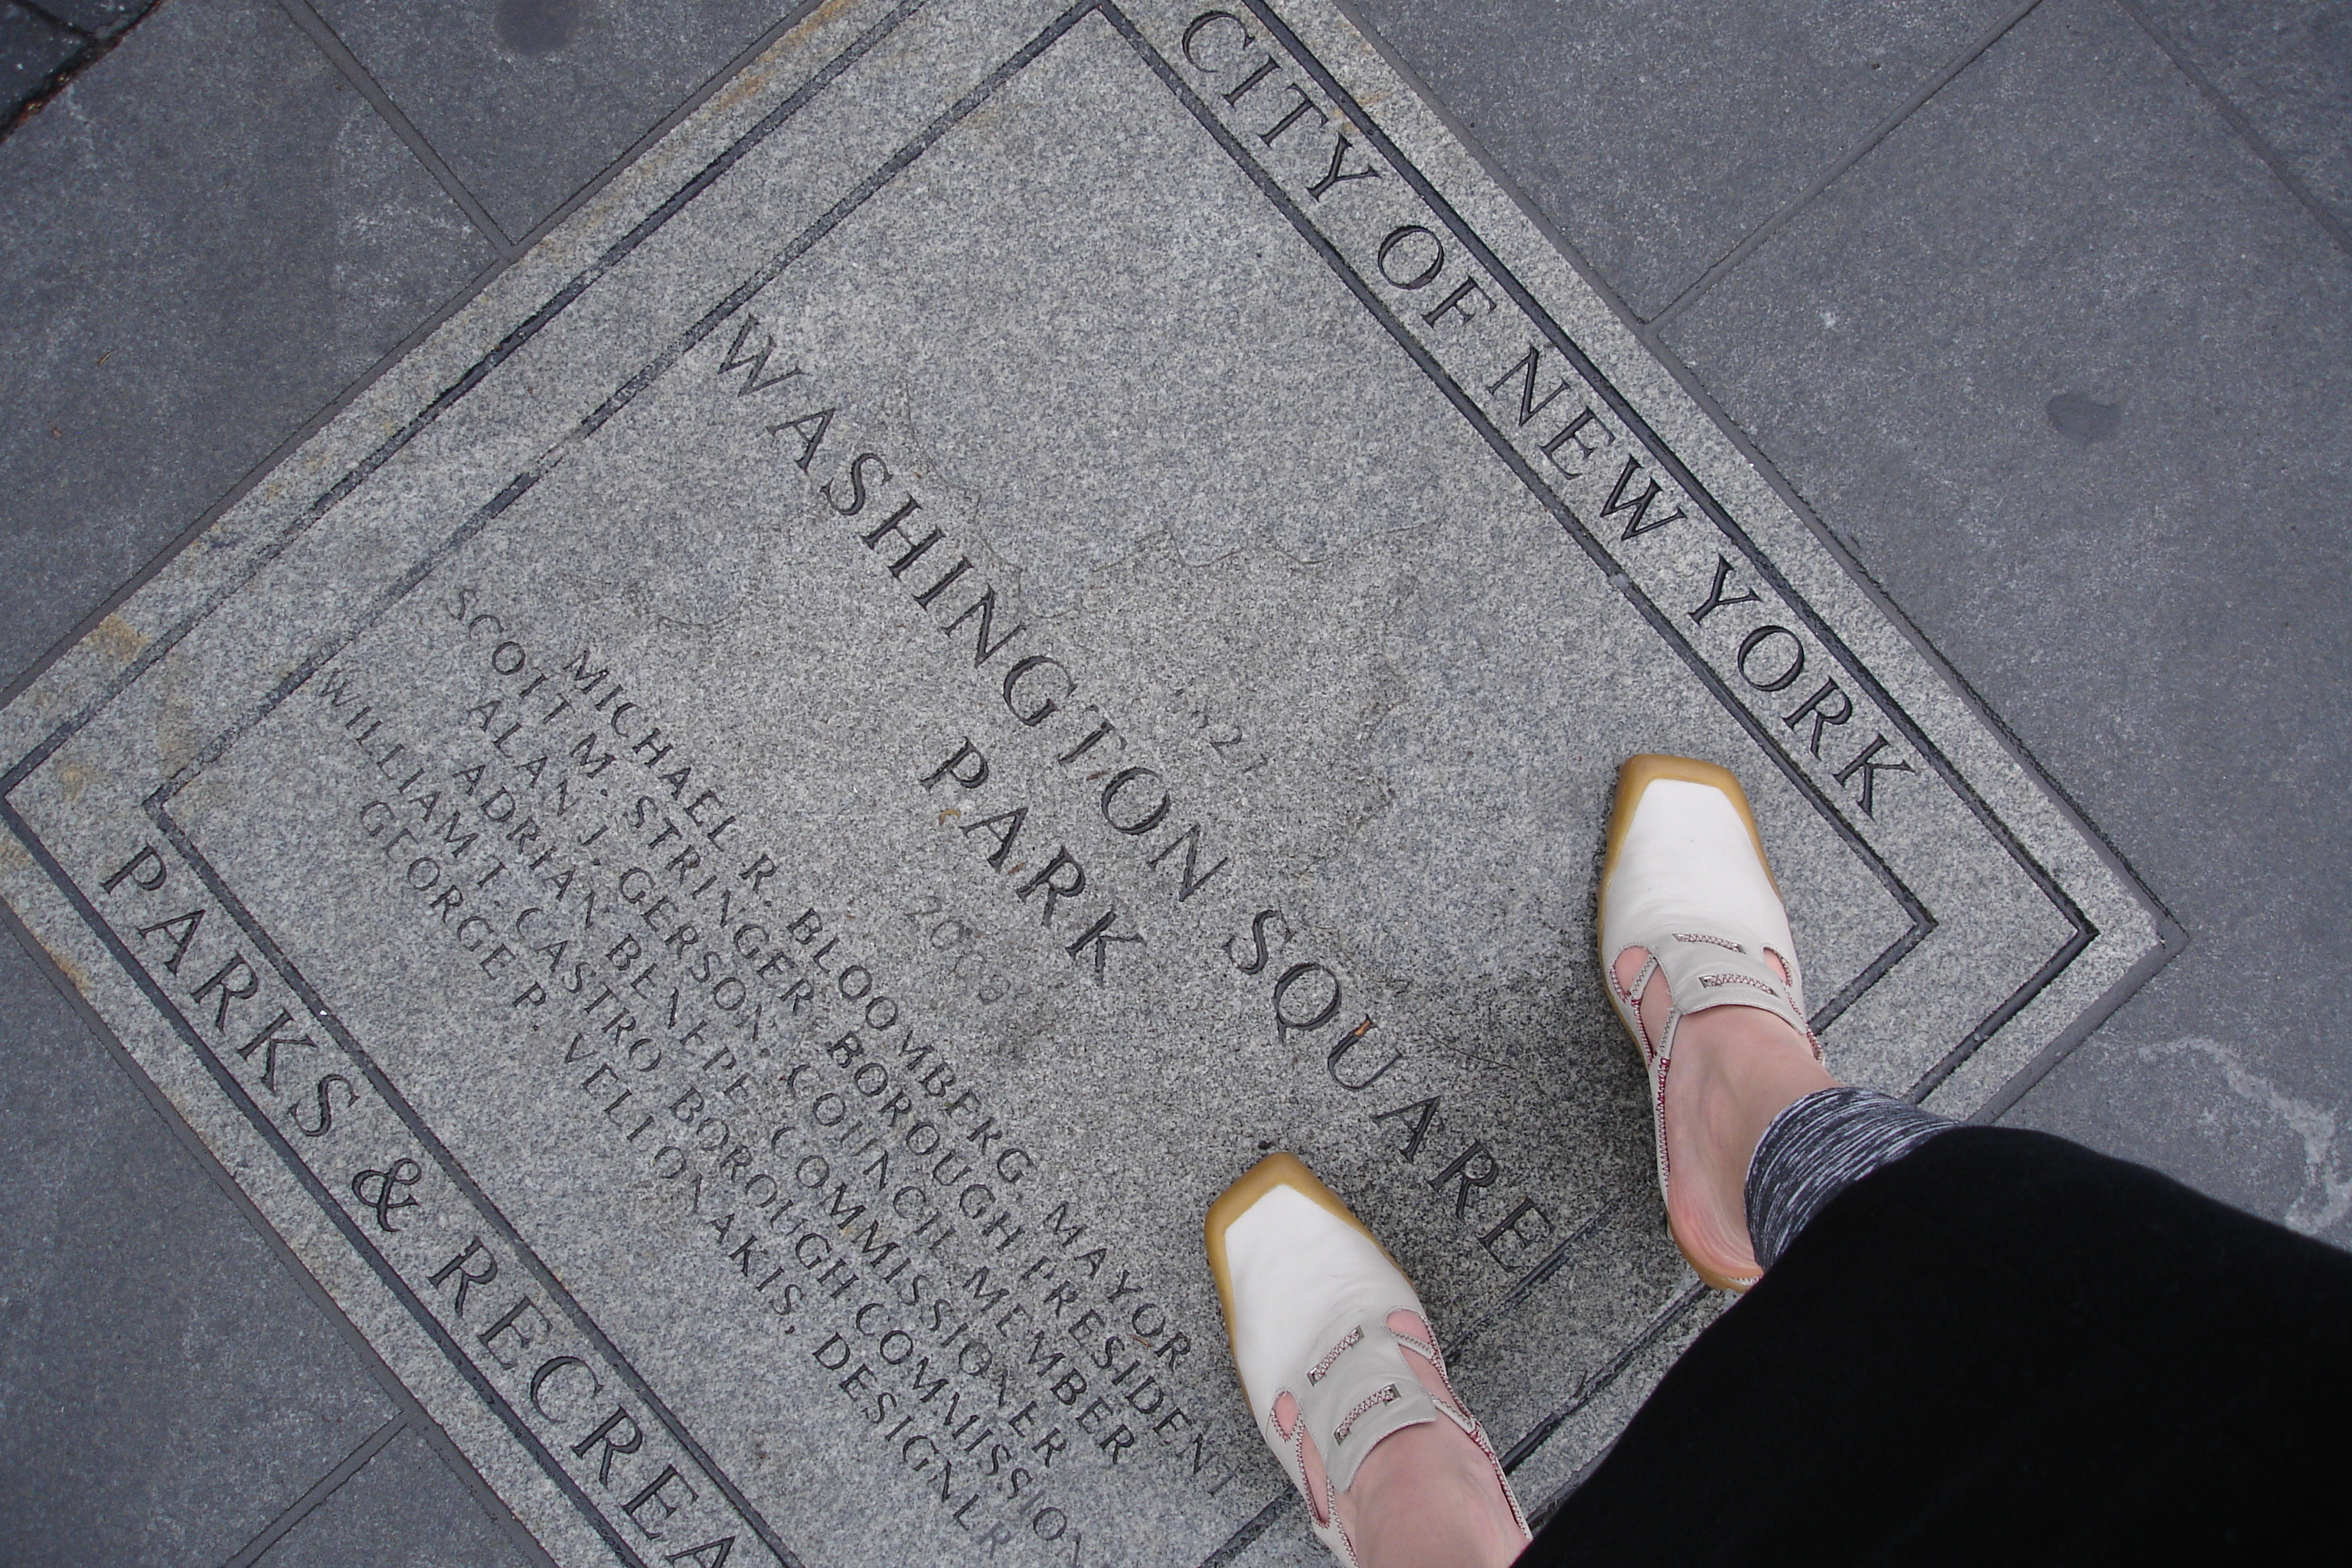 CITY OF NEW YORK
WASHINGTON SQUARE
PARK
MICHAEL R. BLOOMBERG, MAYOR
SCOTT M. STRINGER, BOROUGH PRESIDENT
ALAN J. GERSON, COUNCIL MEMBER
ADRIAN BENEPE, COMMISSIONER
WILLIAM T. CASTRO, BOROUGH COMMISSION
GEORGE P. VELLONAKIS, DESIGNER
PARKS & RECREA